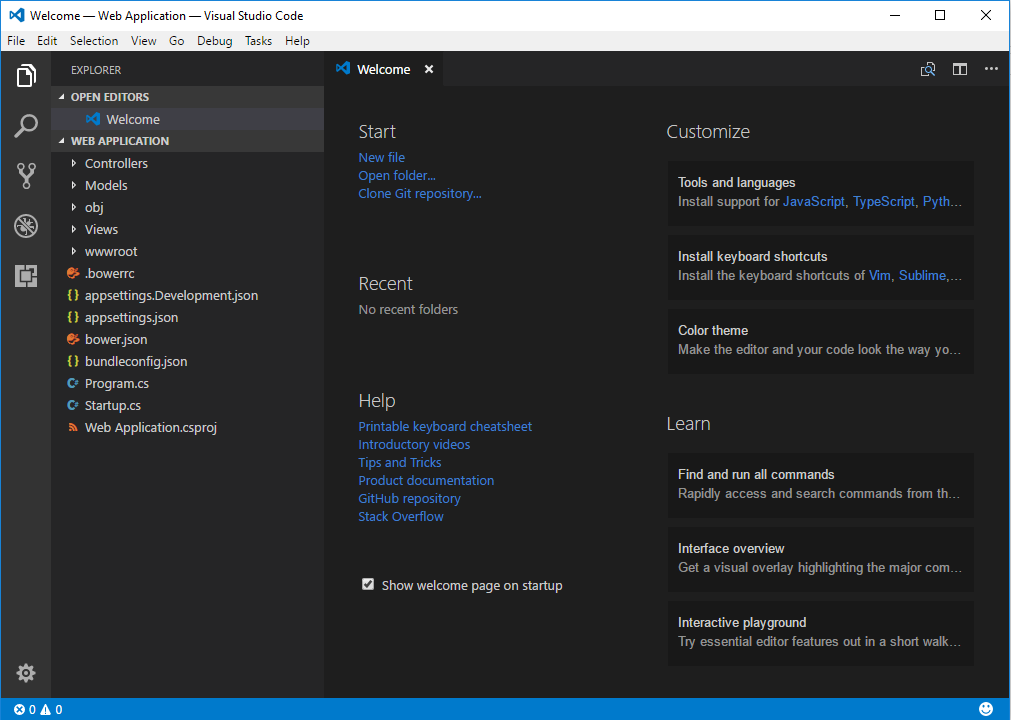 Welcome — Web Application — Visual Studio Code
File Edit Selection View Go Debug Tasks Help
EXPLORER
OPEN EDITORS
Welcome
WEB APPLICATION
Controllers
Models
obj
Views
wwwroot
.bowerrc
{ } appsettings.Development.json
{ } appsettings.json
bower.json
{ } bundleconfig.json
C# Program.cs
C# Startup.cs
Web Application.csproj
Welcome
Start
New file
Open folder...
Clone Git repository...
Recent
No recent folders
Help
Printable keyboard cheatsheet
Introductory videos
Tips and Tricks
Product documentation
GitHub repository
Stack Overflow
Show welcome page on startup
Customize
Tools and languages
Install support for JavaScript, TypeScript, Pyth...
Install keyboard shortcuts
Install the keyboard shortcuts of Vim, Sublime,...
Color theme
Make the editor and your code look the way yo...
Learn
Find and run all commands
Rapidly access and search commands from th...
Interface overview
Get a visual overlay highlighting the major com...
Interactive playground
Try essential editor features out in a short walk...
0 0